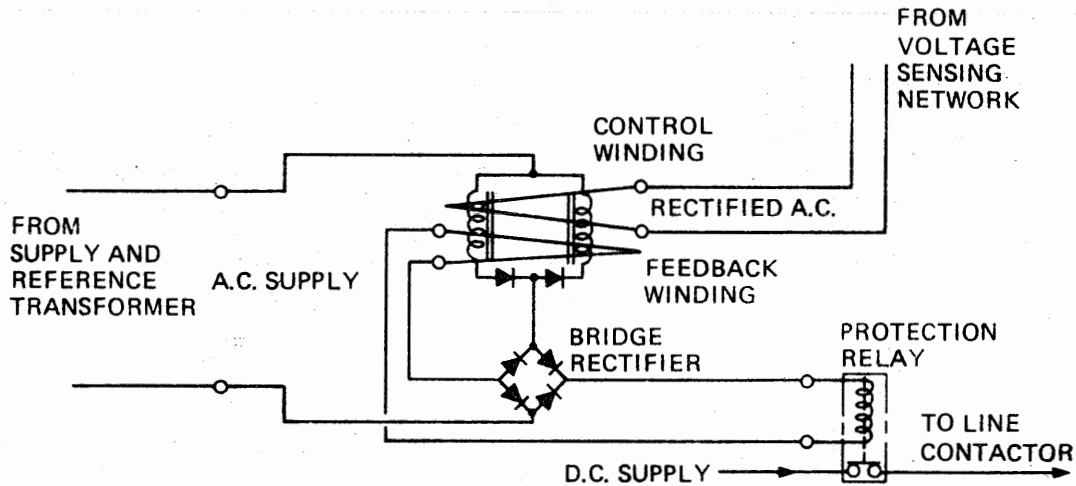 FROM
VOLTAGE
SENSING
NETWORK
CONTROL
WINDING
RECTIFIED A.C.
FROM
SUPPLY AND
REFERENCE
TRANSFORMER
A.C. SUPPLY
FEEDBACK
WINDING
BRIDGE
RECTIFIER
PROTECTION
RELAY
TO LINE
CONTACTOR
D.C. SUPPLY